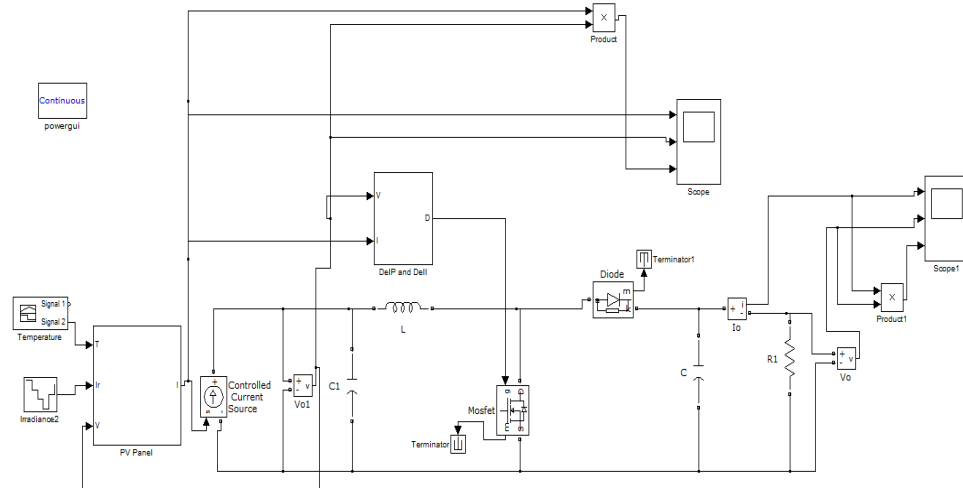 X
Product
Continuous
powergui
Scope
V
I
D
DelP and DelI
Scope1
X
Product1
Terminator1
Diode
m
k
Signal 1
Signal 2
Temperature
L
+
i
-
Io
T
Ir
V
I
PV Panel
Irradiance2
+
s
-
Controlled
Current
Source
+
-
v
Vo1
C1
g
D
m
S
Mosfet
Terminator
C
R1
+
-
v
Vo